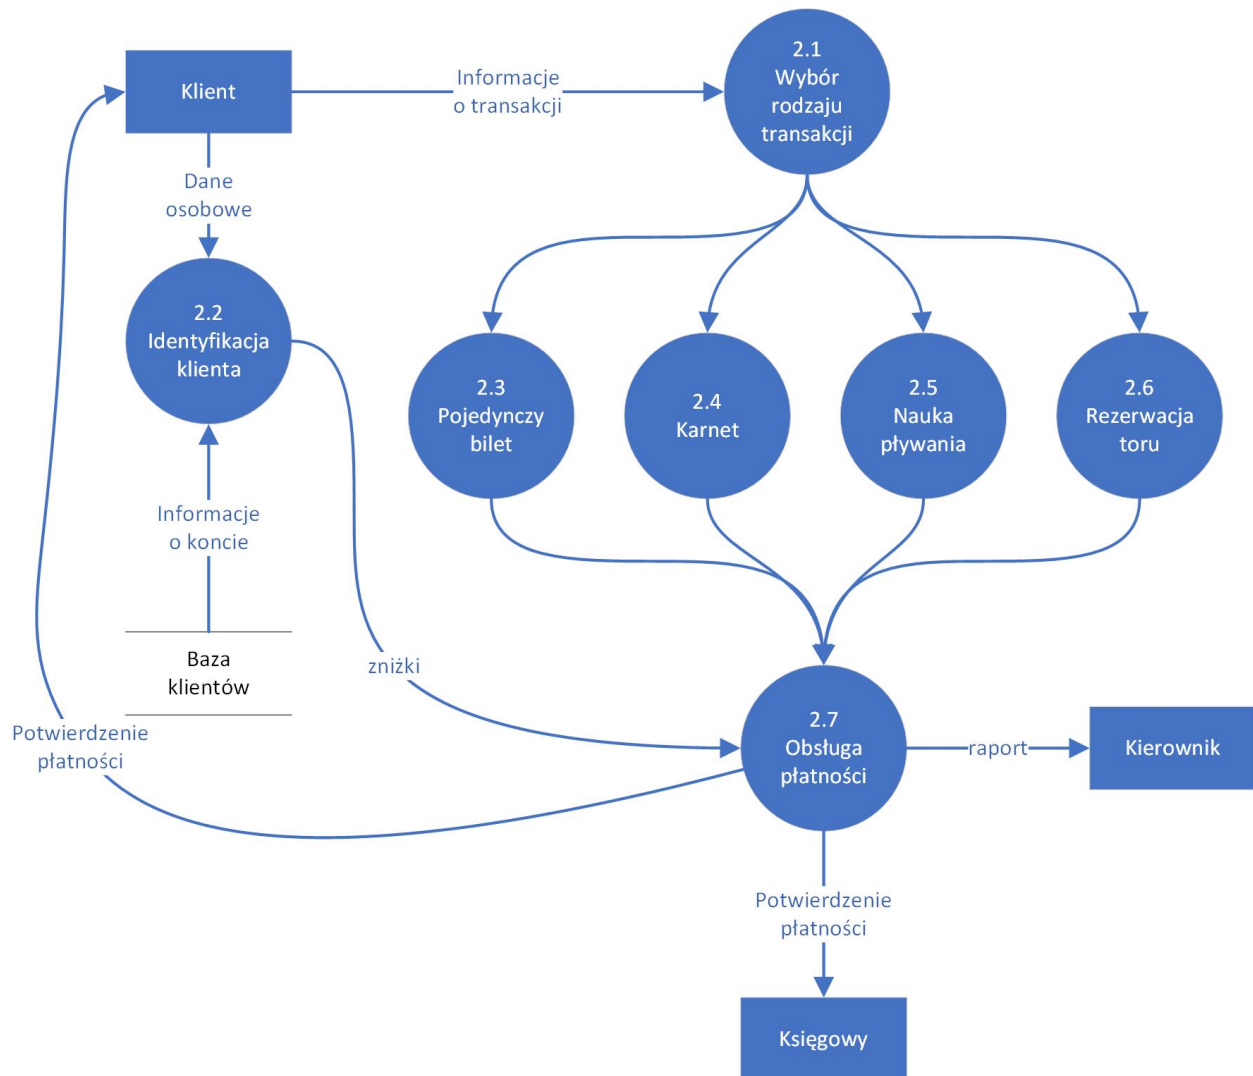 Klient
Informacje
o transakcji
2.1
Wybór
rodzaju
transakcji
Dane
osobowe
2.2
Identyfikacja
klienta
2.3
Pojedynczy
bilet
2.4
Karnet
2.5
Nauka
pływania
2.6
Rezerwacja
toru
Informacje
o koncie
Baza
klientów
zniżki
Potwierdzenie
płatności
2.7
Obsługa
płatności
raport
Kierownik
Potwierdzenie
płatności
Księgowy